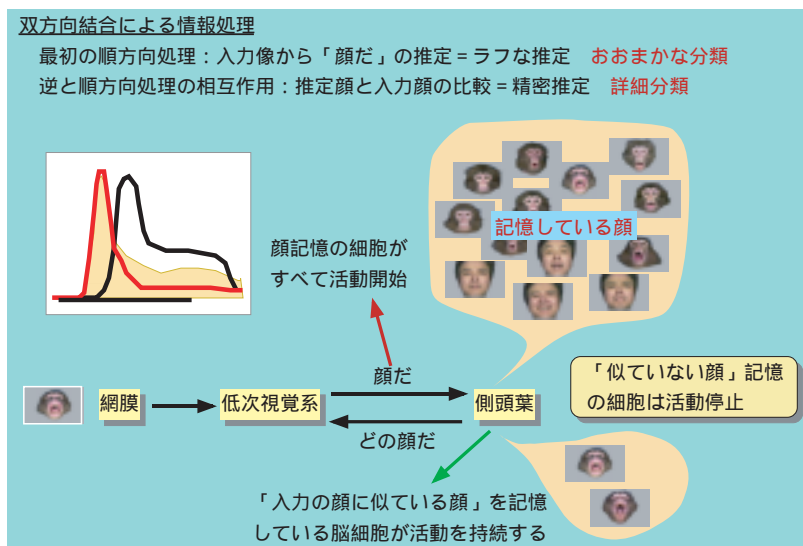 双方向結合による情報処理
最初の順方向処理：入力像から「顔だ」の推定＝ラフな推定　おおまかな分類
逆と順方向処理の相互作用：推定顔と入力顔の比較＝精密推定　詳細分類
記憶している顔
顔記憶の細胞が
すべて活動開始
顔だ
網膜
低次視覚系
側頭葉
どの顔だ
「似ていない顔」記憶
の細胞は活動停止
「入力の顔に似ている顔」を記憶
している脳細胞が活動を持続する